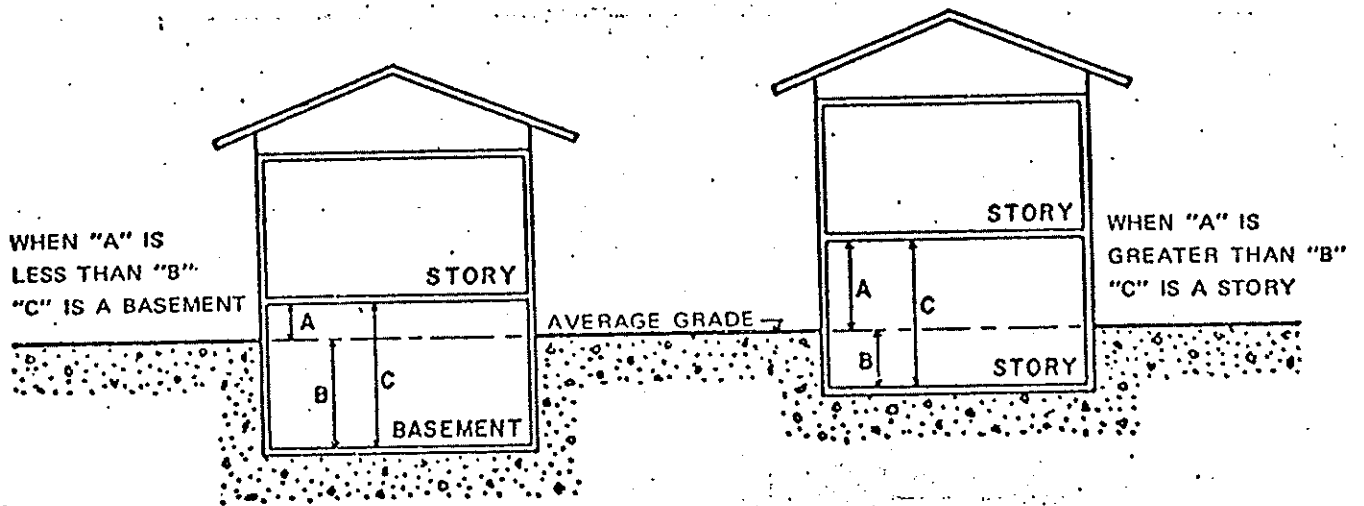 WHEN "A" IS
LESS THAN "B"
"C" IS A BASEMENT
STORY
A
B
C
BASEMENT
AVERAGE GRADE
STORY
A
C
B
STORY
WHEN "A" IS
GREATER THAN "B"
"C" IS A STORY